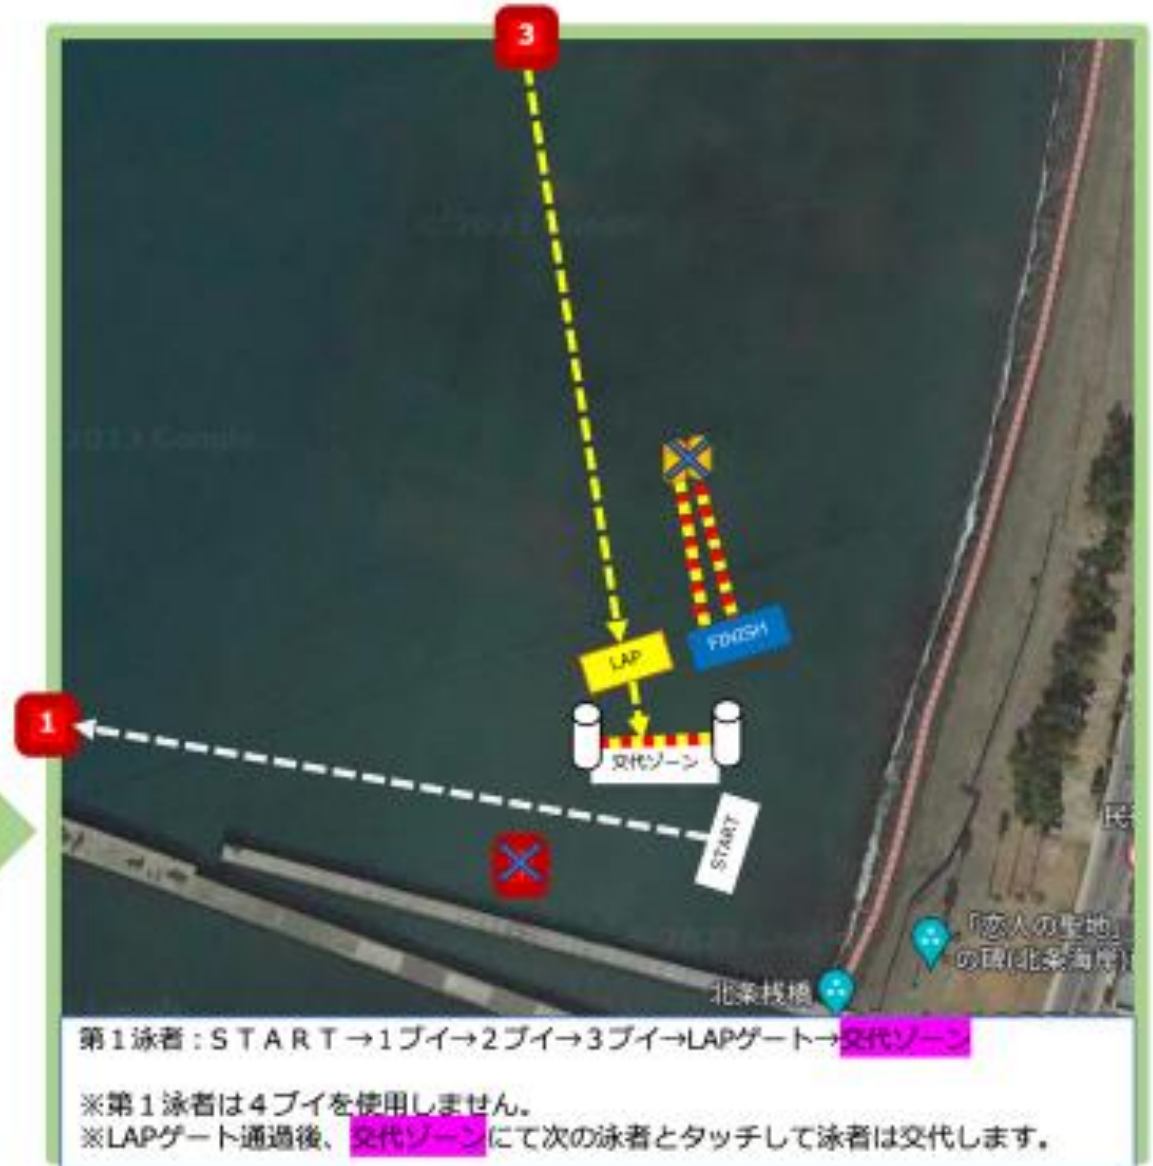 3
LAP
FINISH
1
交代ゾーン
START
「恋人の聖地」
の碑(北条海岸)
北条桟橋
第1泳者:START→1ブイ→2ブイ→3ブイ→LAPゲート→交代ゾーン
※第1泳者は4ブイを使用しません。
※LAPゲート通過後、交代ゾーンにて次の泳者とタッチして泳者は交代します。